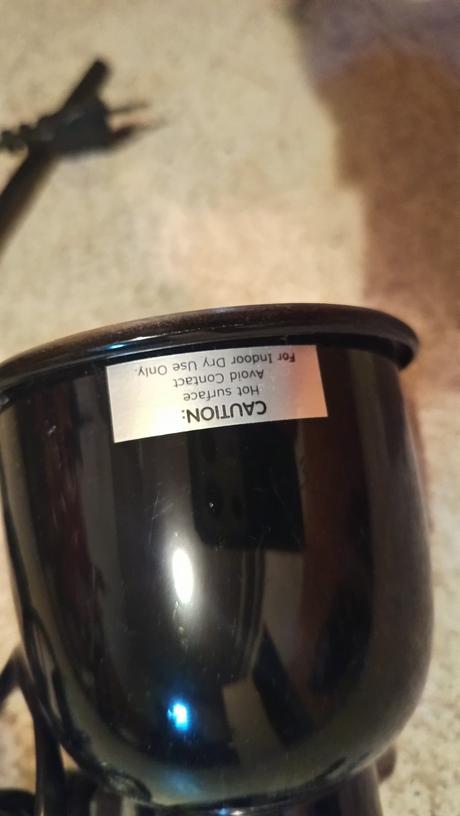 CAUTION:
Hot surface
Avoid Contact
For Indoor Dry Use Only.